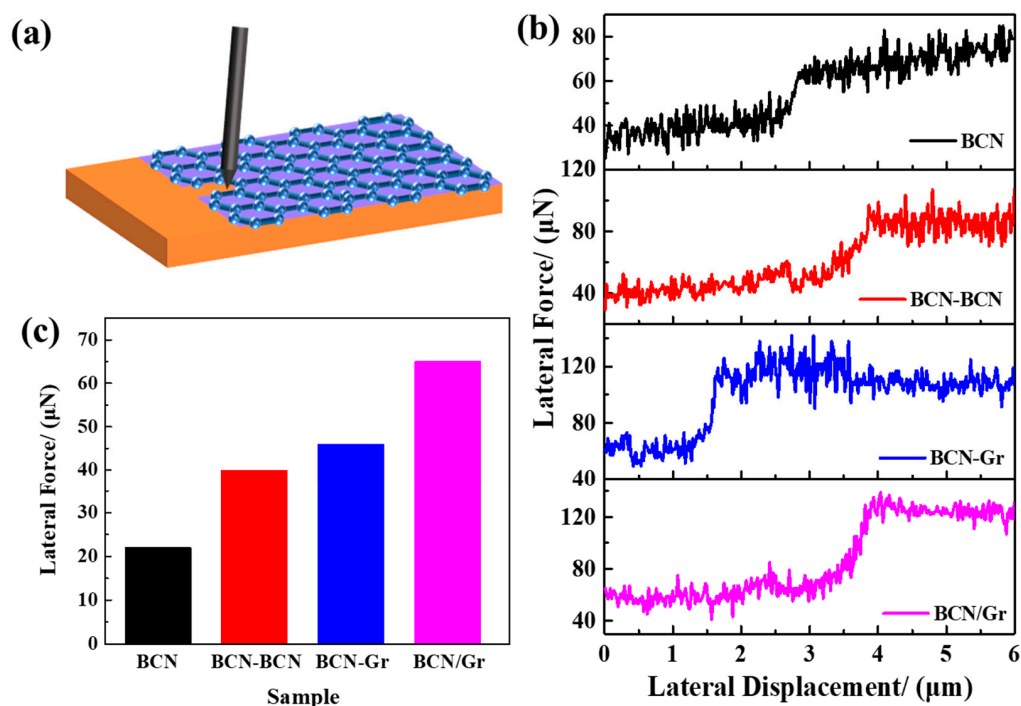 (a)
(b)
80
60
40
120
BCN
80
40
BCN-BCN
120
80
40
BCN-Gr
120
80
40
BCN/Gr
0 1 2 3 4 5 6
Lateral Force/ (μN)
Lateral Displacement/ (μm)
(c)
70
60
50
40
30
20
10
0
BCN BCN-BCN BCN-Gr BCN/Gr
Lateral Force/ (μN)
Sample